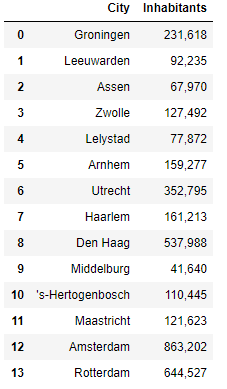 City Inhabitants
0 Groningen 231,618
1 Leeuwarden 92,235
2 Assen 67,970
3 Zwolle 127,492
4 Lelystad 77,872
5 Arnhem 159,277
6 Utrecht 352,795
7 Haarlem 161,213
8 Den Haag 537,988
9 Middelburg 41,640
10 's-Hertogenbosch 110,445
11 Maastricht 121,623
12 Amsterdam 863,202
13 Rotterdam 644,527